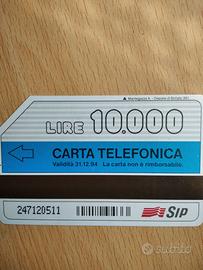 LIRE 10.000
CARTA TELEFONICA
Validità 31.12.94 La carta non è rimborsabile.
247120511
SIP
subito